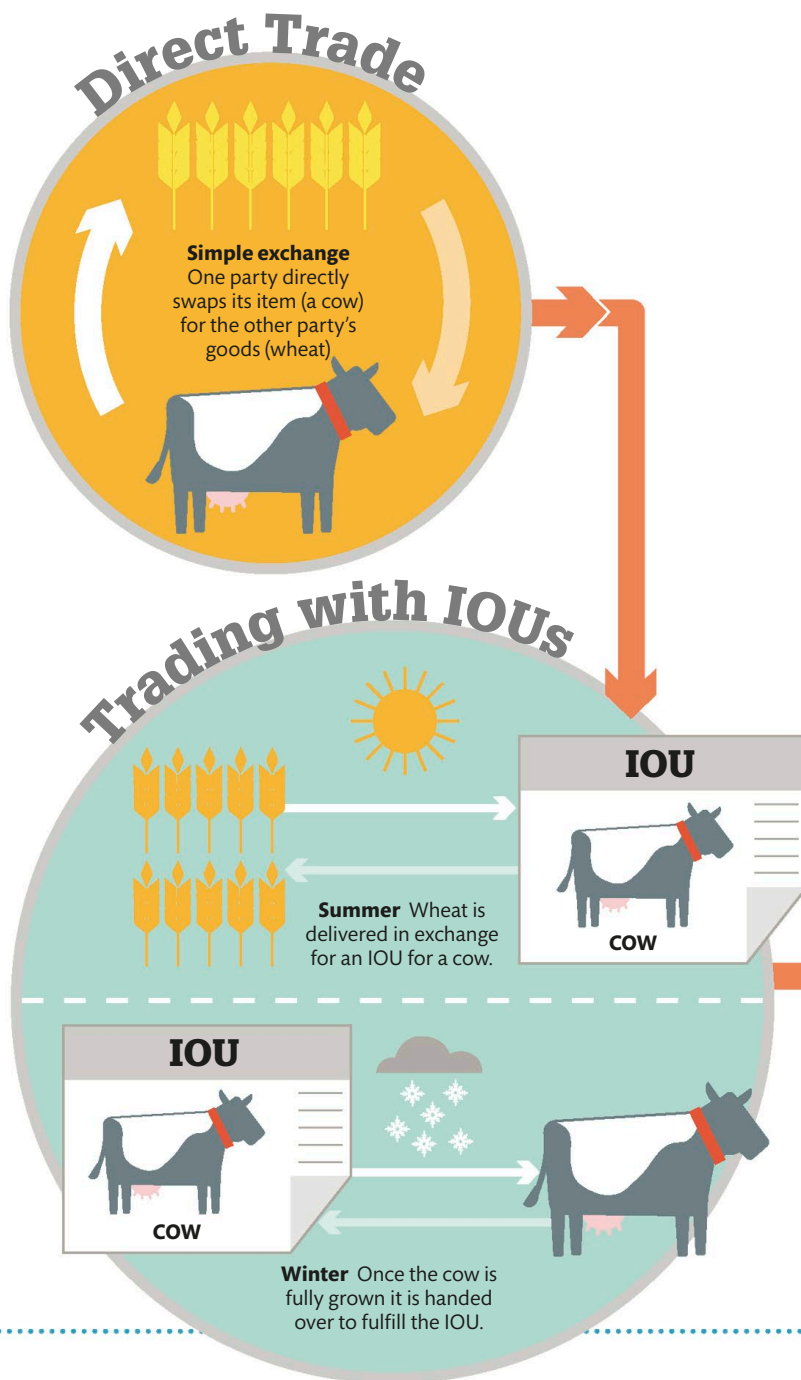 Direct Trade
Simple exchange
One party directly
swaps its item (a cow)
for the other party's
goods (wheat)
Trading with IOUs
IOU
COW
Summer Wheat is
delivered in exchange
for an IOU for a cow.
IOU
COW
Winter Once the cow is
fully grown it is handed
over to fulfill the IOU.